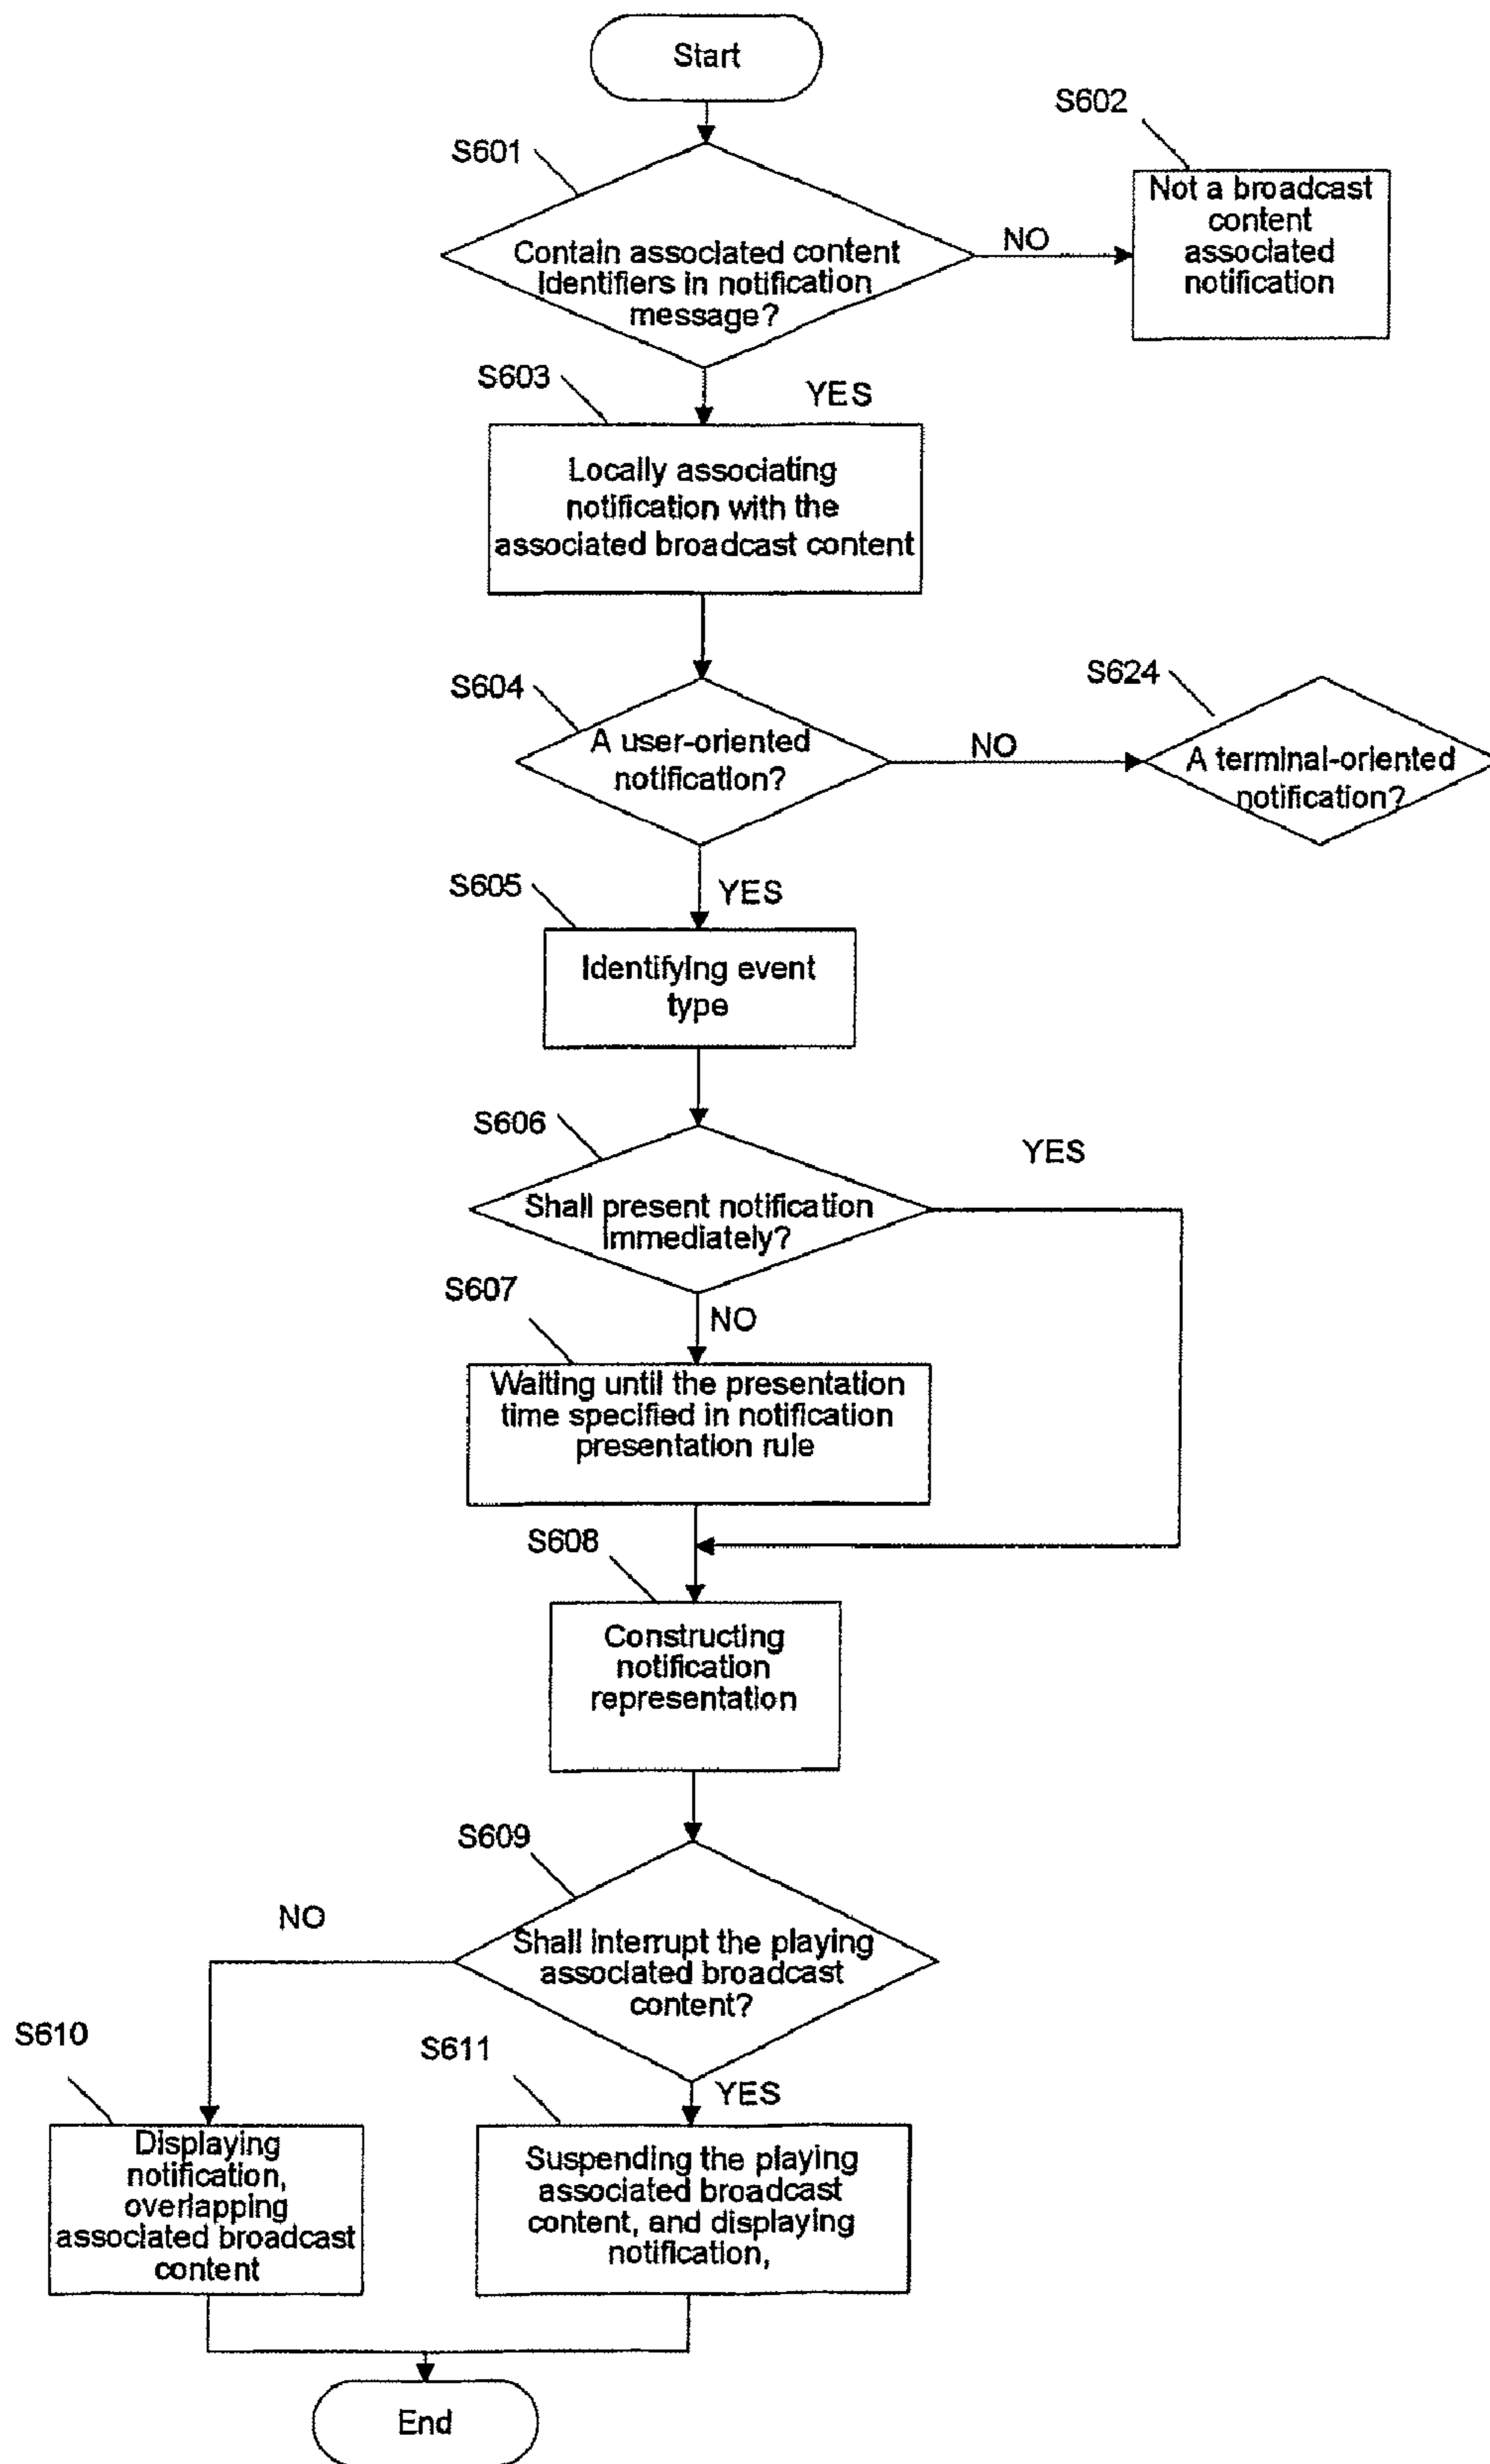 Start
S602
S601
Not a broadcast
content
associated
notification
NO
Contain associated content
identifiers in notification
message?
S603
YES
Locally associating
notification with the
associated broadcast content
S604
S624
A user-oriented
notification?
NO
A terminal-oriented
notification?
S605
YES
Identifying event
type
S606
YES
Shall present notification
immediately?
S607
NO
Waiting until the presentation
time specified in notification
presentation rule
S608
Constructing
notification
representation
S609
NO
Shall interrupt the playing
associated broadcast
content?
S610
S611
YES
Displaying
notification,
overlapping
associated broadcast
content
Suspending the playing
associated broadcast
content, and displaying
notification,
End